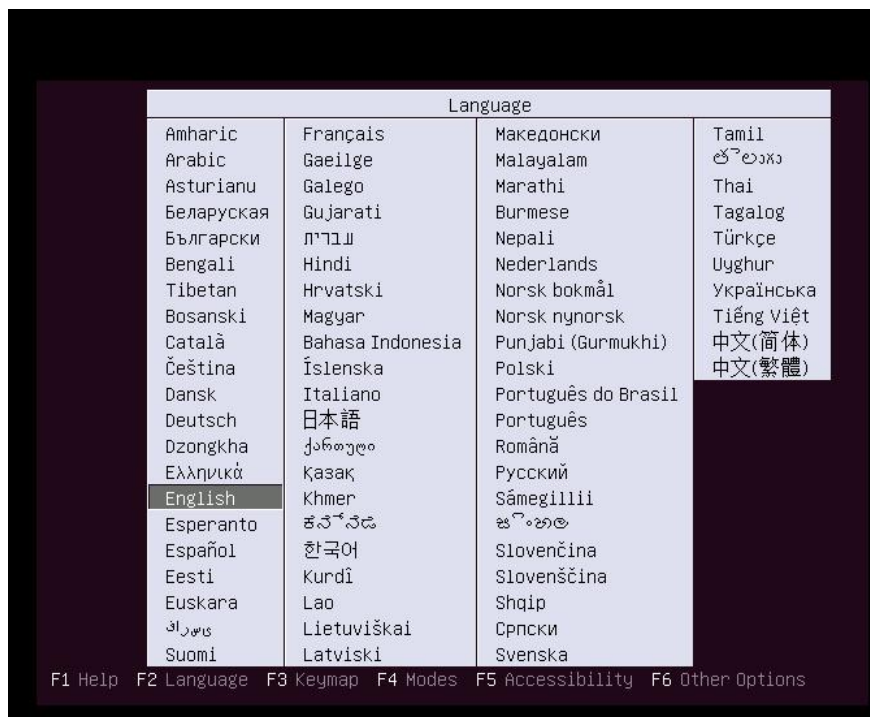 Language
Amharic
Arabic
Asturianu
Беларуская
Български
Bengali
Tibetan
Bosanski
Català
Čeština
Dansk
Deutsch
Dzongkha
Ελληνικά
English
Esperanto
Español
Eesti
Euskara
فارسی
Suomi
Français
Gaeilge
Galego
Gujarati
עברית
Hindi
Hrvatski
Magyar
Bahasa Indonesia
Íslenska
Italiano
日本語
ქართული
Қазақ
Khmer
ಕನ್ನಡ
한국어
Kurdî
Lao
Lietuviškai
Latviski
Македонски
Malayalam
Marathi
Burmese
Nepali
Nederlands
Norsk bokmål
Norsk nynorsk
Punjabi (Gurmukhi)
Polski
Português do Brasil
Português
Română
Русский
Sámegillii
සිංහල
Slovenčina
Slovenščina
Shqip
Српски
Svenska
Tamil
తెలుగు
Thai
Tagalog
Türkçe
Uyghur
Українська
Tiếng Việt
中文(简体)
中文(繁體)
F1 Help F2 Language F3 Keymap F4 Modes F5 Accessibility F6 Other Options